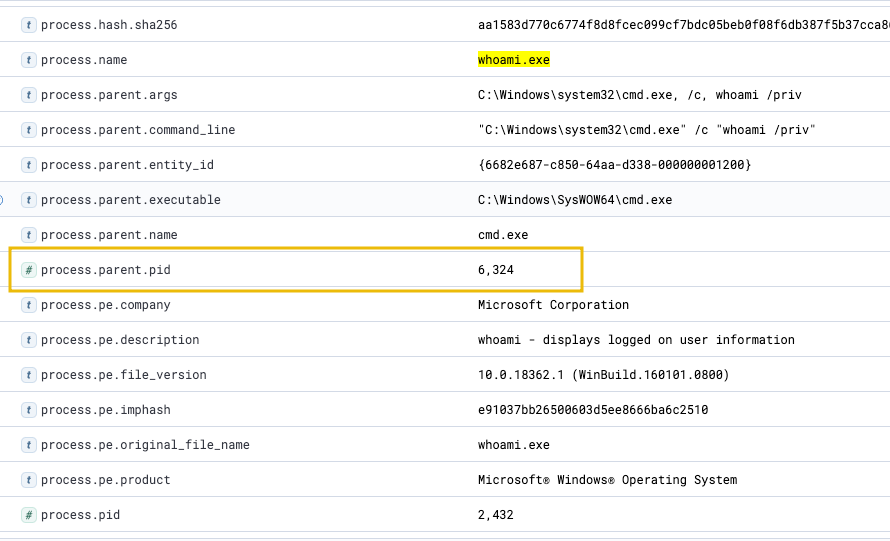 t process.hash.sha256 aa1583d770c6774f8d8fcec099cf7bdc05beb0f08f6db387f5b37cca8
t process.name whoami.exe
t process.parent.args C:\Windows\system32\cmd.exe, /c, whoami /priv
t process.parent.command_line "C:\Windows\system32\cmd.exe" /c "whoami /priv"
t process.parent.entity_id {6682e687-c850-64aa-d338-000000001200}
t process.parent.executable C:\Windows\SysWOW64\cmd.exe
t process.parent.name cmd.exe
# process.parent.pid 6,324
t process.pe.company Microsoft Corporation
t process.pe.description whoami - displays logged on user information
t process.pe.file_version 10.0.18362.1 (WinBuild.160101.0800)
t process.pe.imphash e91037bb26500603d5ee8666ba6c2510
t process.pe.original_file_name whoami.exe
t process.pe.product Microsoft® Windows® Operating System
# process.pid 2,432